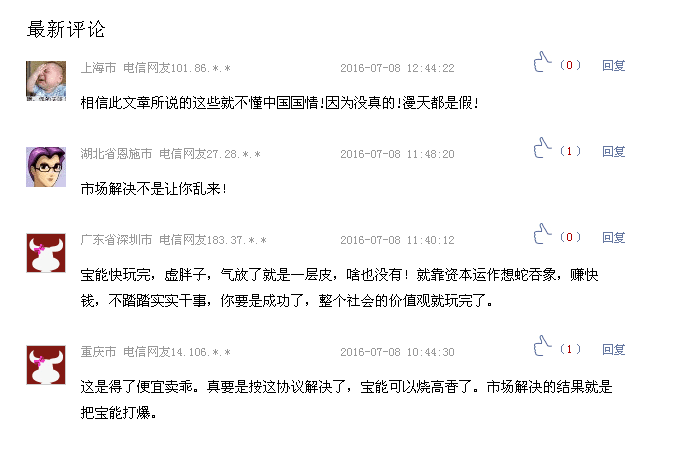 最新评论
上海市 电信网友101.86.*.* 2016-07-08 12:44:22 (0) 回复
相信此文章所说的这些就不懂中国国情!因为没真的!漫天都是假!
湖北省恩施市 电信网友27.28.*.* 2016-07-08 11:48:20 (1) 回复
市场解决不是让你乱来!
广东省深圳市 电信网友183.37.*.* 2016-07-08 11:40:12 (0) 回复
宝能快玩完，虚胖子，气放了就是一层皮，啥也没有！就靠资本运作想蛇吞象，赚快
钱，不踏踏实实干事，你要是成功了，整个社会的价值观就玩完了。
重庆市 电信网友14.106.*.* 2016-07-08 10:44:30 (1) 回复
这是得了便宜卖乖。真要是按这协议解决了，宝能可以烧高香了。市场解决的结果就是
把宝能打爆。